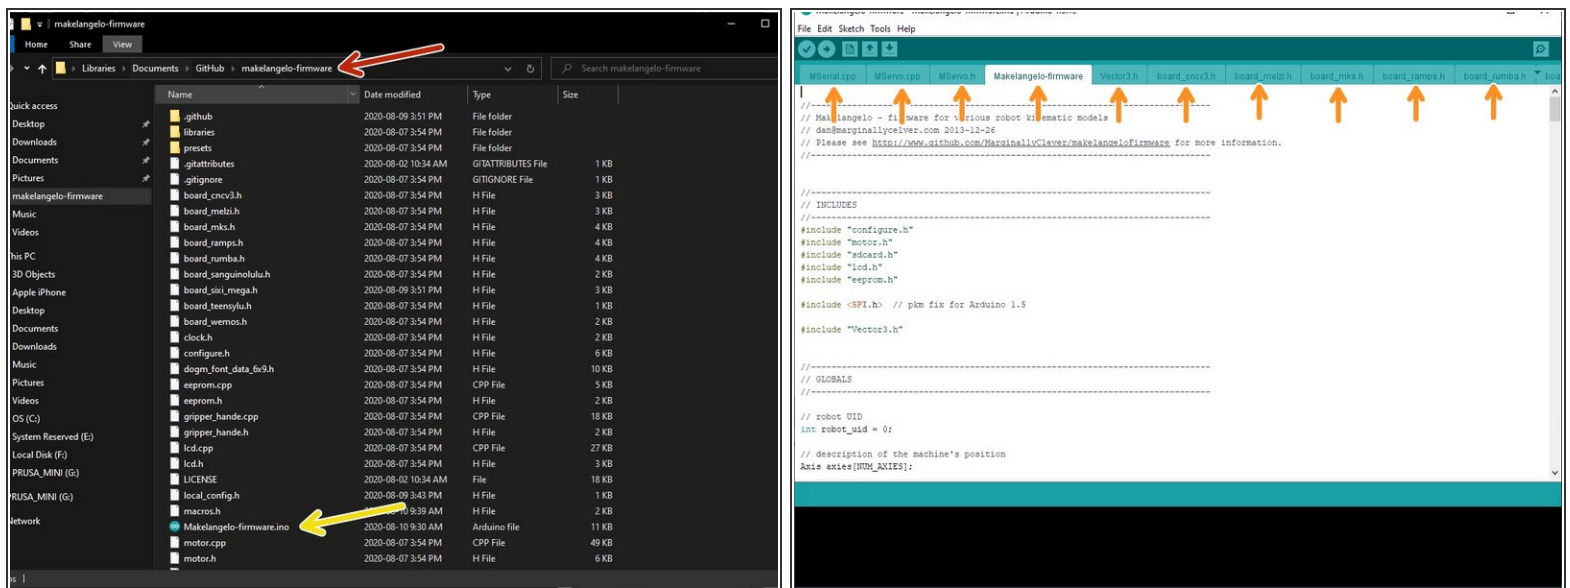 makelangelo-firmware
Home Share View
Libraries > Documents > GitHub > makelangelo-firmware
Search makelangelo-firmware
Name Date modified Type Size
Quick access
Desktop
Downloads
Documents
Pictures
makelangelo-firmware
Music
Videos
This PC
3D Objects
Apple iPhone
Desktop
Documents
Downloads
Music
Pictures
Videos
OS (C:)
System Reserved (E:)
Local Disk (F:)
PRUSA_MINI (G:)
PRUSA_MINI (G:)
Network
.github 2020-08-09 3:51 PM File folder
libraries 2020-08-07 3:54 PM File folder
presets 2020-08-07 3:54 PM File folder
.gitattributes 2020-08-02 10:34 AM GITATTRIBUTES File 1 KB
.gitignore 2020-08-07 3:54 PM GITIGNORE File 1 KB
board_cncv3.h 2020-08-07 3:54 PM H File 3 KB
board_melzi.h 2020-08-07 3:54 PM H File 3 KB
board_mks.h 2020-08-07 3:54 PM H File 4 KB
board_ramps.h 2020-08-07 3:54 PM H File 4 KB
board_rumba.h 2020-08-07 3:54 PM H File 4 KB
board_sanguinolulu.h 2020-08-07 3:54 PM H File 2 KB
board_sixi_mega.h 2020-08-09 3:51 PM H File 3 KB
board_teensylu.h 2020-08-07 3:54 PM H File 1 KB
board_wemos.h 2020-08-07 3:54 PM H File 2 KB
clock.h 2020-08-07 3:54 PM H File 2 KB
configure.h 2020-08-07 3:54 PM H File 6 KB
dogm_font_data_6x9.h 2020-08-07 3:54 PM H File 10 KB
eeprom.cpp 2020-08-07 3:54 PM CPP File 5 KB
eeprom.h 2020-08-07 3:54 PM H File 2 KB
gripper_hande.cpp 2020-08-07 3:54 PM CPP File 18 KB
gripper_hande.h 2020-08-07 3:54 PM H File 2 KB
lcd.cpp 2020-08-07 3:54 PM CPP File 27 KB
lcd.h 2020-08-07 3:54 PM H File 3 KB
LICENSE 2020-08-02 10:34 AM File 18 KB
local_config.h 2020-08-09 3:43 PM H File 1 KB
macros.h 9:39 AM H File 2 KB
Makelangelo-firmware.ino 2020-08-10 9:30 AM Arduino file 11 KB
motor.cpp 2020-08-07 3:54 PM CPP File 49 KB
motor.h 2020-08-07 3:54 PM H File 6 KB
File Edit Sketch Tools Help
MSerial.cpp MServo.cpp MServo.h Makelangelo-firmware Vector3.h board_cncv3.h board_melzi.h board_mks.h board_ramps.h board_rumba.h
//------------------------------------------------------------------------------
// Makelangelo - firmware for various robot kinematic models
// dan@marginallycelver.com 2013-12-26
// Please see http://www.github.com/MarginallyClever/makelangeloFirmware for more information.
//------------------------------------------------------------------------------
//------------------------------------------------------------------------------
// INCLUDES
//------------------------------------------------------------------------------
#include "configure.h"
#include "motor.h"
#include "sdcard.h"
#include "lcd.h"
#include "eeprom.h"
#include <SPI.h> // pkm fix for Arduino 1.5
#include "Vector3.h"
//------------------------------------------------------------------------------
// GLOBALS
//------------------------------------------------------------------------------
// robot UID
int robot_uid = 0;
// description of the machine's position
Axis axies[NUM_AXIES];